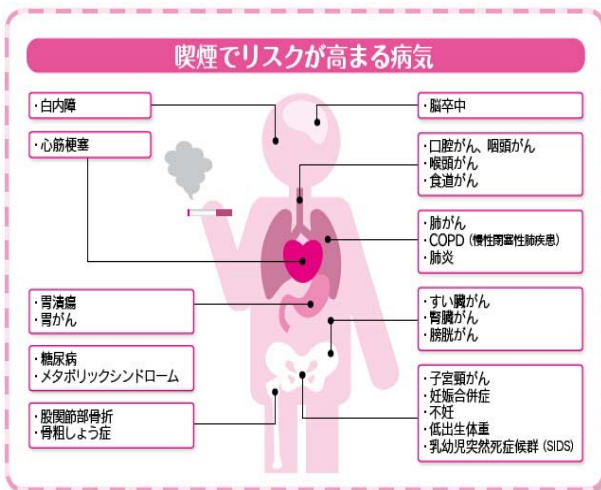 喫煙でリスクが高まる病気
・白内障
・心筋梗塞
・胃潰瘍
・胃がん
・糖尿病
・メタボリックシンドローム
・股関節部骨折
・骨粗しょう症
・脳卒中
・口腔がん、咽頭がん
・喉頭がん
・食道がん
・肺がん
・COPD（慢性閉塞性肺疾患）
・肺炎
・すい臓がん
・腎臓がん
・膀胱がん
・子宮頸がん
・妊娠合併症
・不妊
・低出生体重
・乳幼児突然死症候群（SIDS）